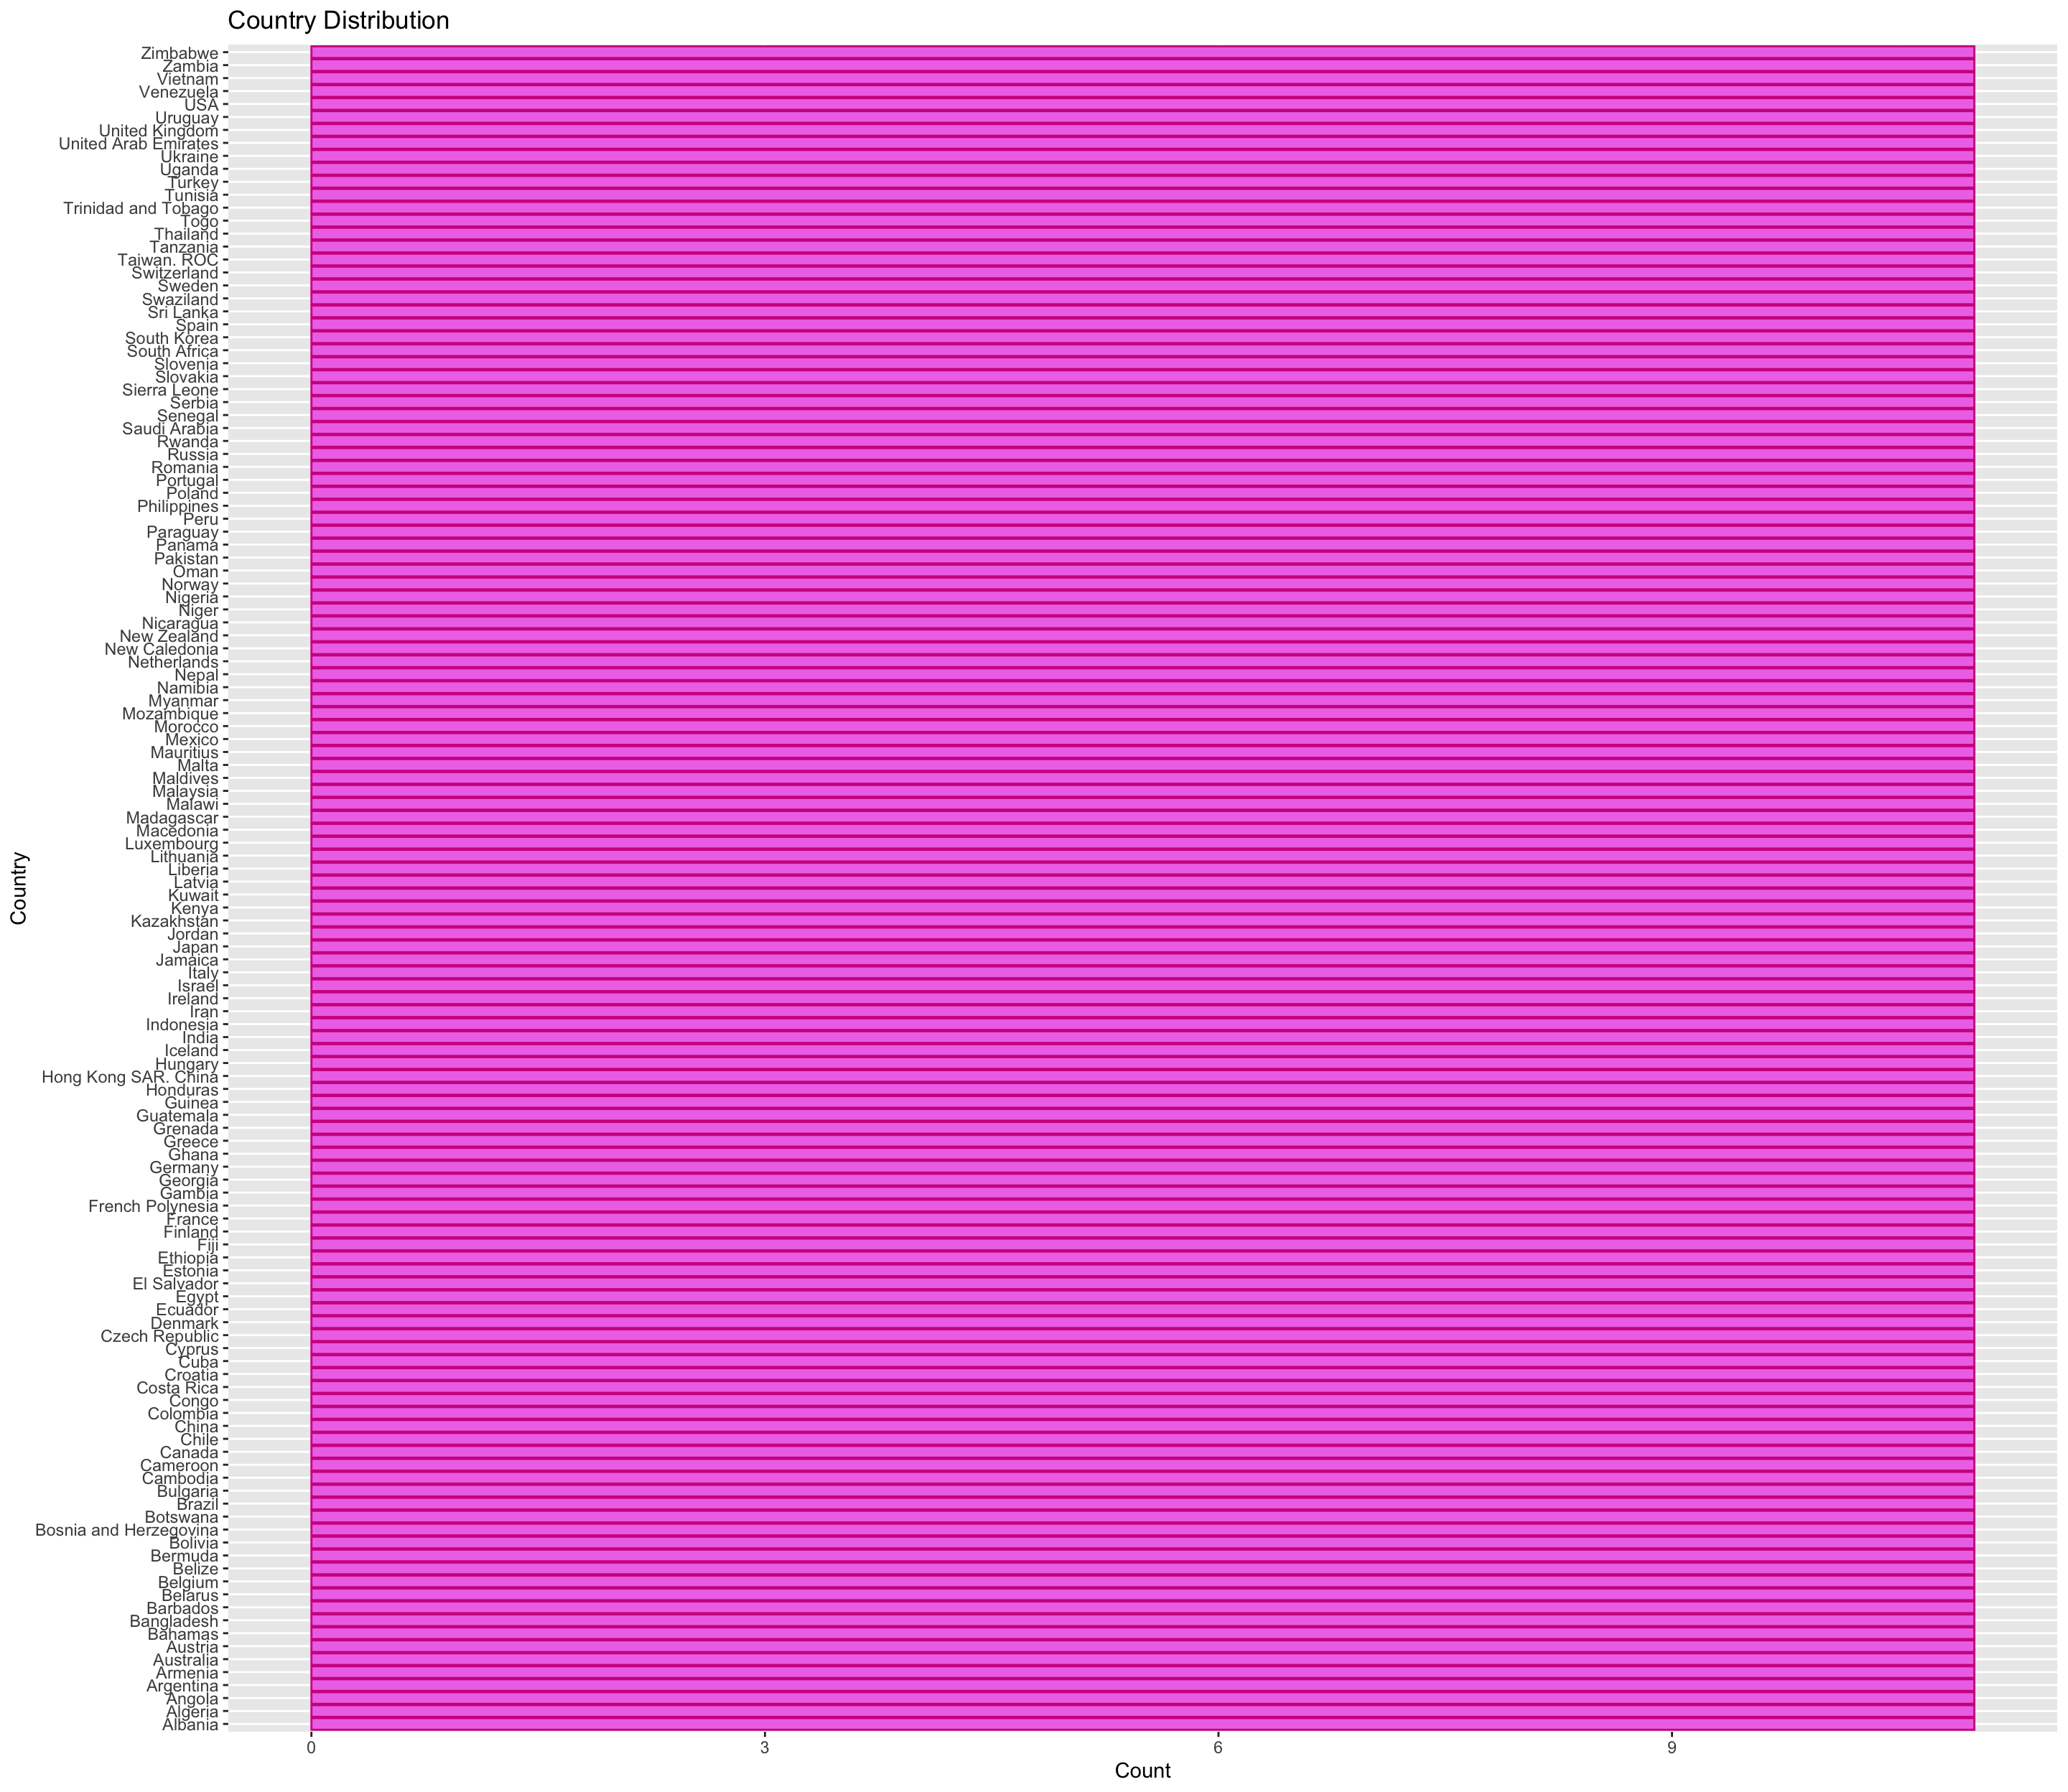 Country Distribution
Zimbabwe
Zambia
Vietnam
Venezuela
USA
Uruguay
United Kingdom
United Arab Emirates
Ukraine
Uganda
Turkey
Tunisia
Trinidad and Tobago
Togo
Thailand
Tanzania
Taiwan. ROC
Switzerland
Sweden
Swaziland
Sri Lanka
Spain
South Korea
South Africa
Slovenia
Slovakia
Sierra Leone
Serbia
Senegal
Saudi Arabia
Rwanda
Russia
Romania
Portugal
Poland
Philippines
Peru
Paraguay
Panama
Pakistan
Oman
Norway
Nigeria
Niger
Nicaragua
New Zealand
New Caledonia
Netherlands
Nepal
Namibia
Myanmar
Mozambique
Morocco
Mexico
Mauritius
Malta
Maldives
Malaysia
Malawi
Madagascar
Macedonia
Luxembourg
Lithuania
Liberia
Latvia
Kuwait
Kenya
Kazakhstan
Jordan
Japan
Jamaica
Italy
Israel
Ireland
Iran
Indonesia
India
Iceland
Hungary
Hong Kong SAR. China
Honduras
Guinea
Guatemala
Grenada
Greece
Ghana
Germany
Georgia
Gambia
French Polynesia
France
Finland
Fiji
Ethiopia
Estonia
El Salvador
Egypt
Ecuador
Denmark
Czech Republic
Cyprus
Cuba
Croatia
Costa Rica
Congo
Colombia
China
Chile
Canada
Cameroon
Cambodia
Bulgaria
Brazil
Botswana
Bosnia and Herzegovina
Bolivia
Bermuda
Belize
Belgium
Belarus
Barbados
Bangladesh
Bahamas
Austria
Australia
Armenia
Argentina
Angola
Algeria
Albania
Country
0 3 6 9
Count